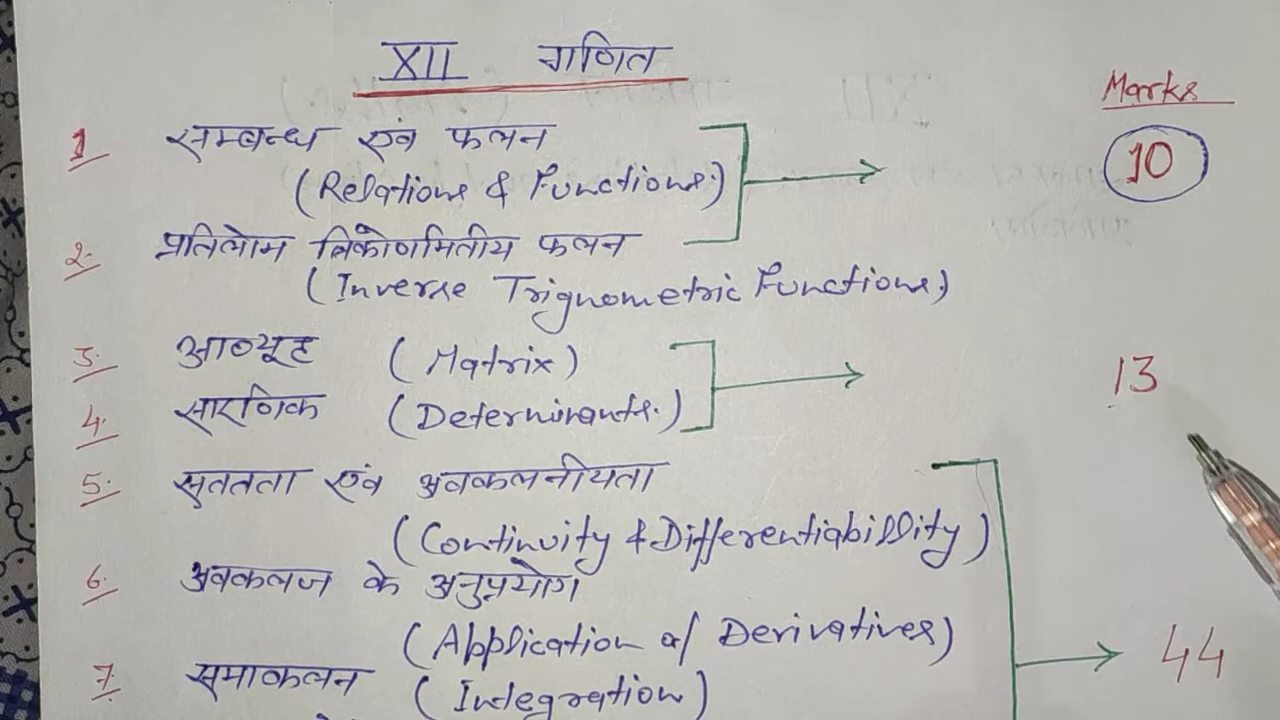 XII गणित
Marks
1 सम्बन्ध एवं फलन
(Relations & Functions.)
10
2. प्रतिलोम त्रिकोणमितीय फलन
(Inverse Trignometric Functions)
3. आव्यूह (Matrix)
13
4. सारणिक (Determinants.)
5. सततता एवं अवकलनीयता
(Continuity & Differentiability)
6. अवकलज के अनुप्रयोग
(Application of Derivatives)
44
7. समाकलन (Integration)